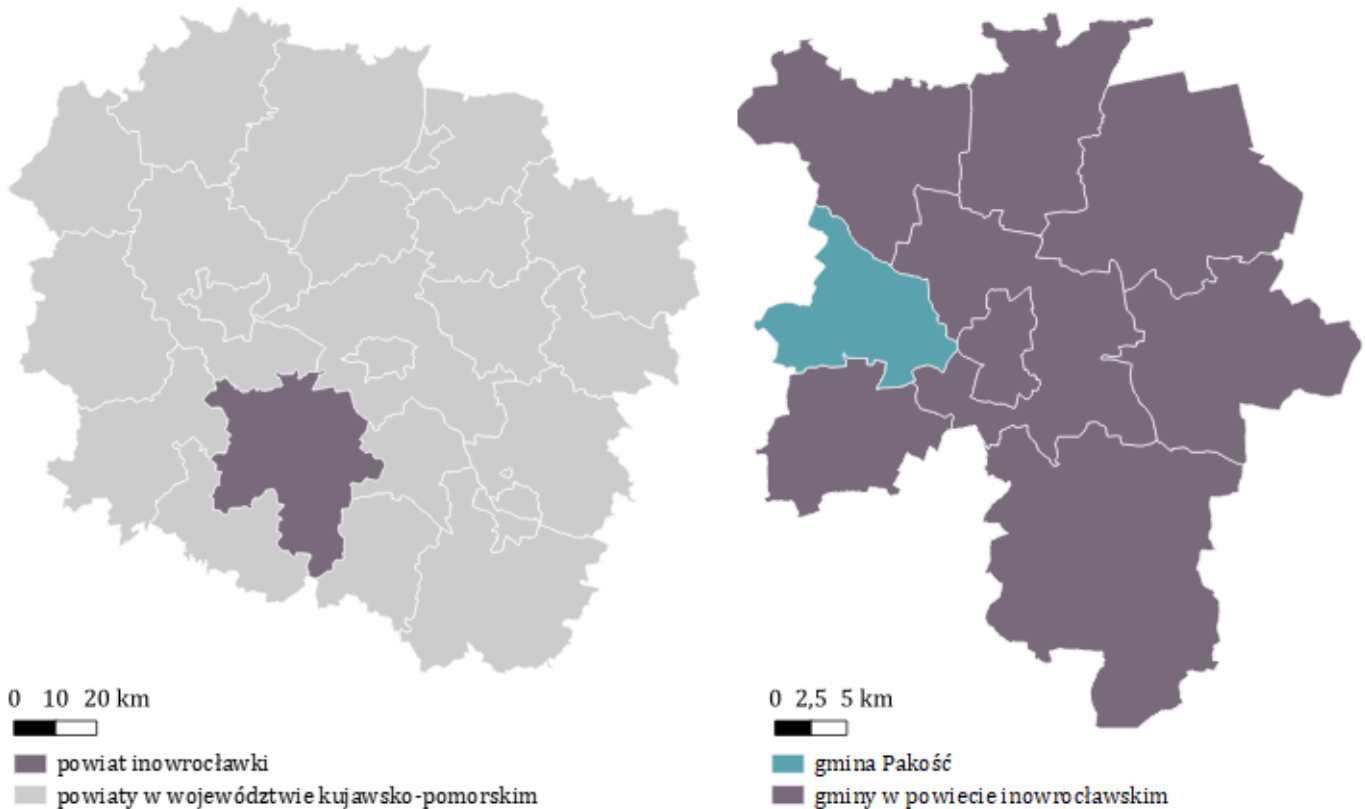 0 10 20 km
powiat inowrocławki
powiaty w województwie kujawsko-pomorskim
0 2,5 5 km
gmina Pakość
gminy w powiecie inowrocławskim